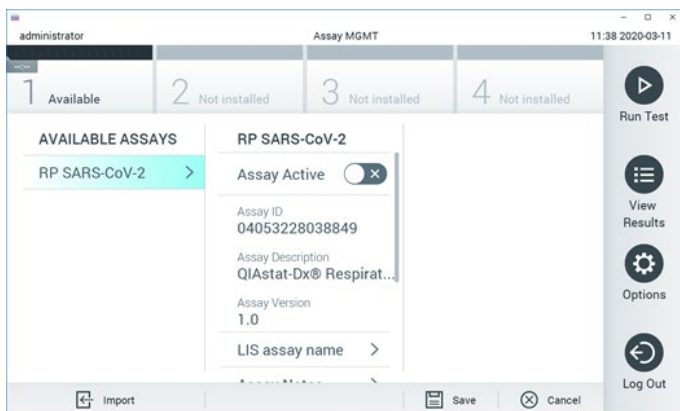 administrator Assay MGMT 11:38 2020-03-11
1 Available 2 Not installed 3 Not installed 4 Not installed
Run Test
AVAILABLE ASSAYS
RP SARS-CoV-2
RP SARS-CoV-2
Assay Active
Assay ID
04053228038849
Assay Description
QIAstat-Dx® Respirat...
Assay Version
1.0
LIS assay name
View
Results
Options
Log Out
Import Save Cancel